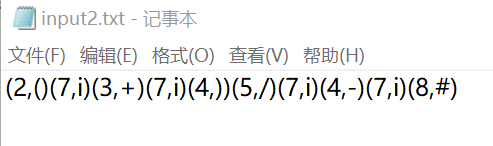 input2.txt - 记事本
文件(F) 编辑(E) 格式(O) 查看(V) 帮助(H)
(2,()(7,i)(3,+)(7,i)(4,))(5,/)(7,i)(4,-)(7,i)(8,#)